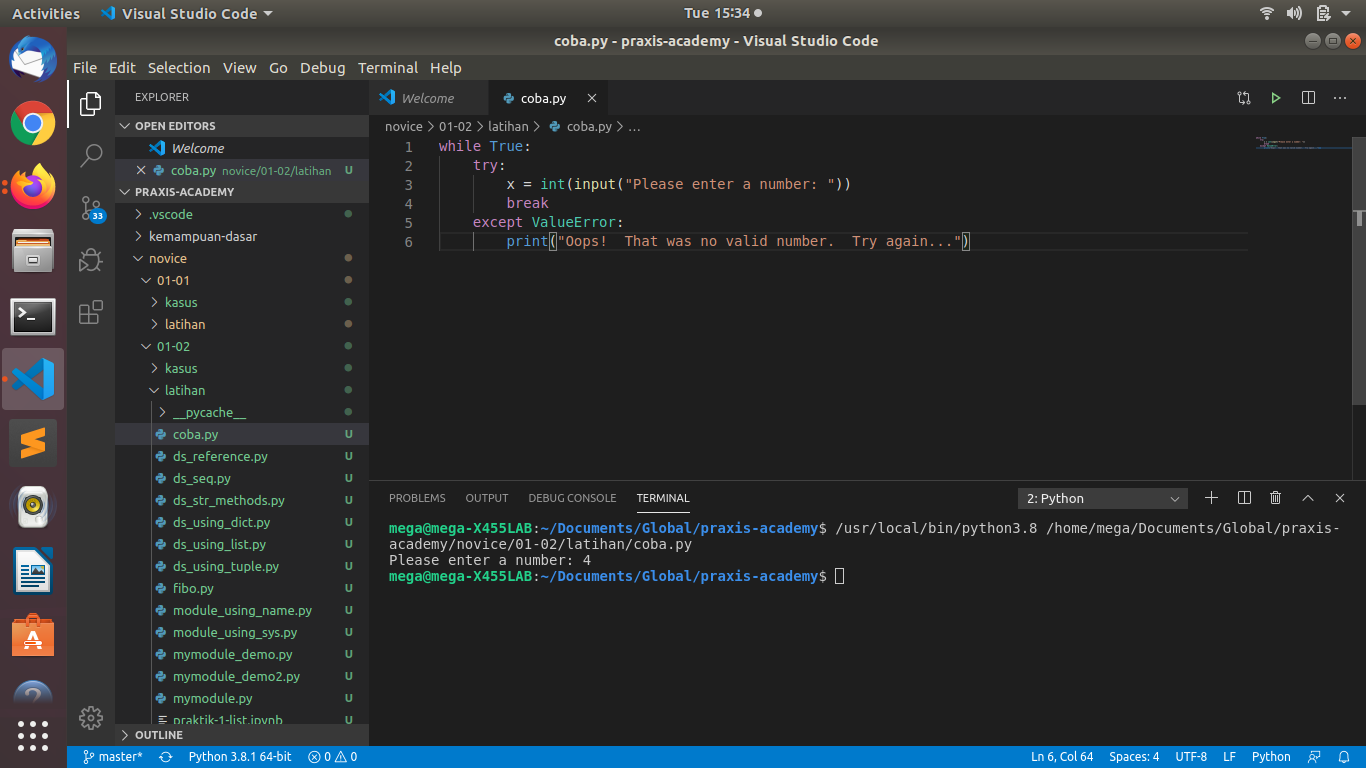 Activities Visual Studio Code Tue 15:34
coba.py - praxis-academy - Visual Studio Code
File Edit Selection View Go Debug Terminal Help
EXPLORER
OPEN EDITORS
Welcome
coba.py novice/01-02/latihan U
PRAXIS-ACADEMY
.vscode
kemampuan-dasar
novice
01-01
kasus
latihan
01-02
kasus
latihan
__pycache__
coba.py U
ds_reference.py U
ds_seq.py U
ds_str_methods.py U
ds_using_dict.py U
ds_using_list.py U
ds_using_tuple.py U
fibo.py U
module_using_name.py U
module_using_sys.py U
mymodule_demo.py U
mymodule_demo2.py U
mymodule.py U
praktik-1-list.ipynb U
OUTLINE
33
Welcome coba.py
novice > 01-02 > latihan > coba.py > ...
1 while True:
2 try:
3 x = int(input("Please enter a number: "))
4 break
5 except ValueError:
6 print("Oops!  That was no valid number.  Try again...")
PROBLEMS OUTPUT DEBUG CONSOLE TERMINAL 2: Python
mega@mega-X455LAB:~/Documents/Global/praxis-academy$ /usr/local/bin/python3.8 /home/mega/Documents/Global/praxis-
academy/novice/01-02/latihan/coba.py
Please enter a number: 4
mega@mega-X455LAB:~/Documents/Global/praxis-academy$
master* Python 3.8.1 64-bit 0 0 Ln 6, Col 64 Spaces: 4 UTF-8 LF Python